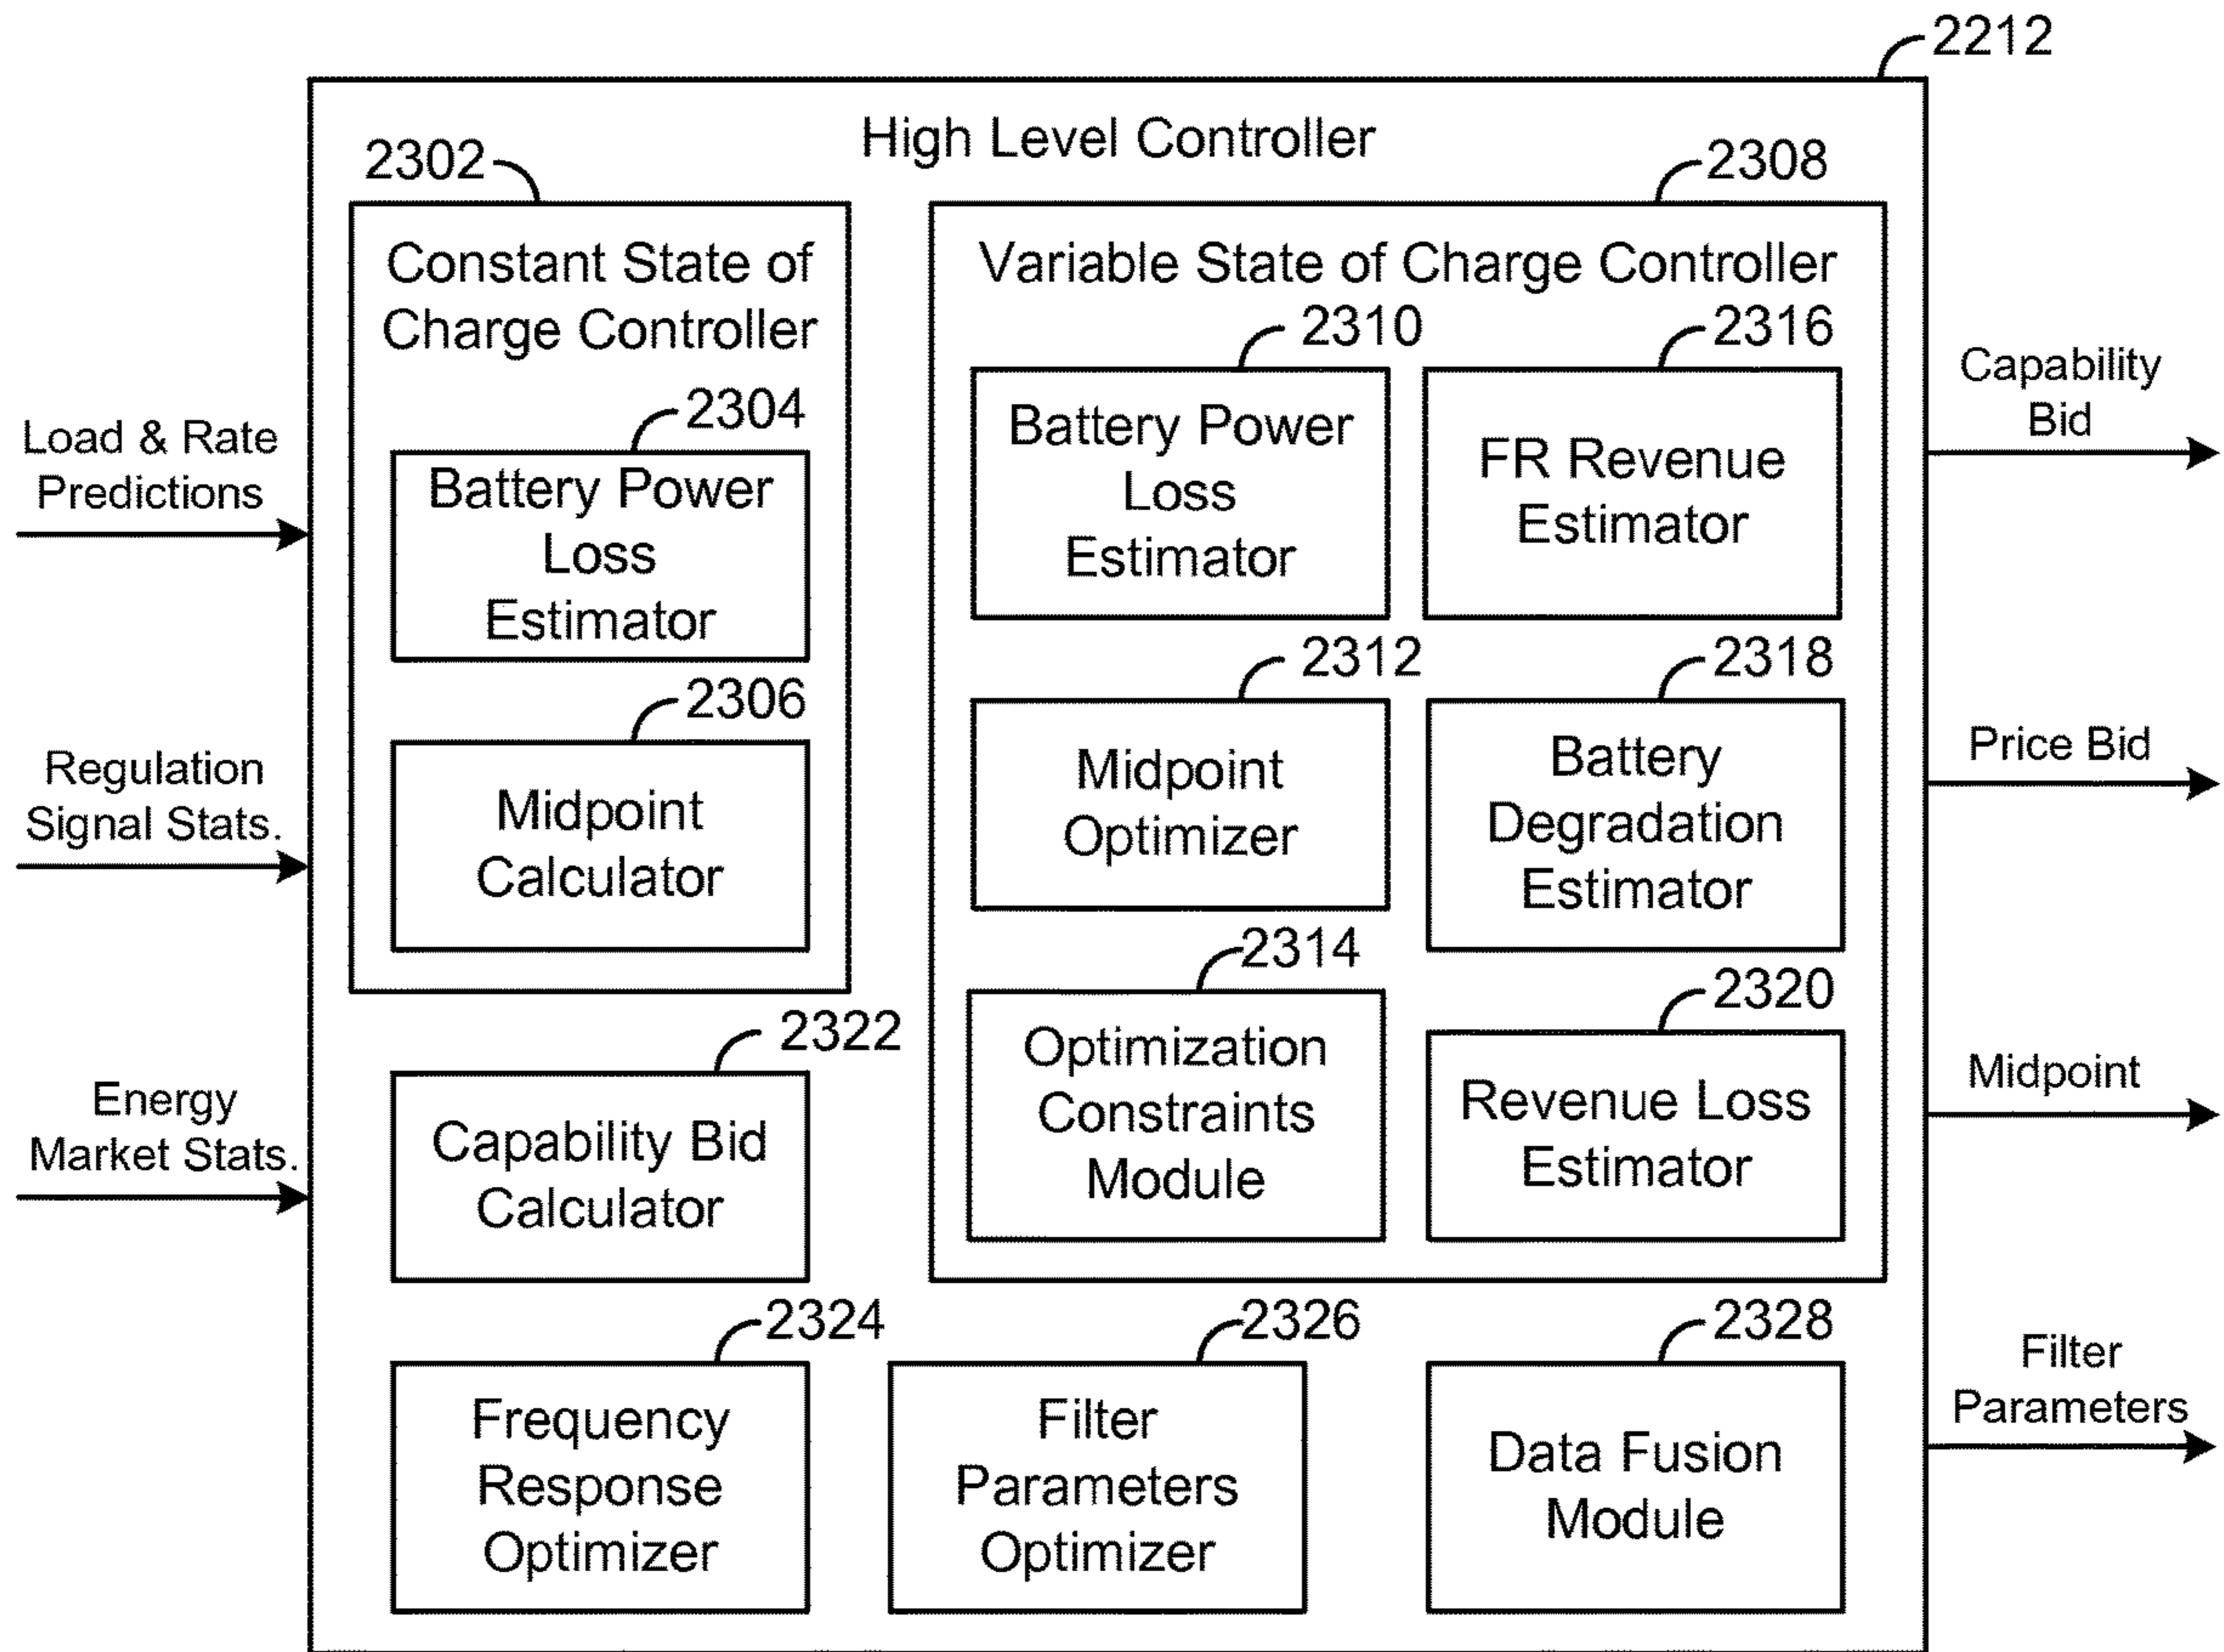 2212
High Level Controller
2302
Constant State of
Charge Controller
2304
Battery Power
Loss
Estimator
2306
Midpoint
Calculator
2308
Variable State of Charge Controller
2310
Battery Power
Loss
Estimator
2316
FR Revenue
Estimator
2312
Midpoint
Optimizer
2318
Battery
Degradation
Estimator
2314
Optimization
Constraints
Module
2320
Revenue Loss
Estimator
2322
Capability Bid
Calculator
2324
Frequency
Response
Optimizer
2326
Filter
Parameters
Optimizer
2328
Data Fusion
Module
Load & Rate
Predictions
Regulation
Signal Stats.
Energy
Market Stats.
Capability
Bid
Price Bid
Midpoint
Filter
Parameters